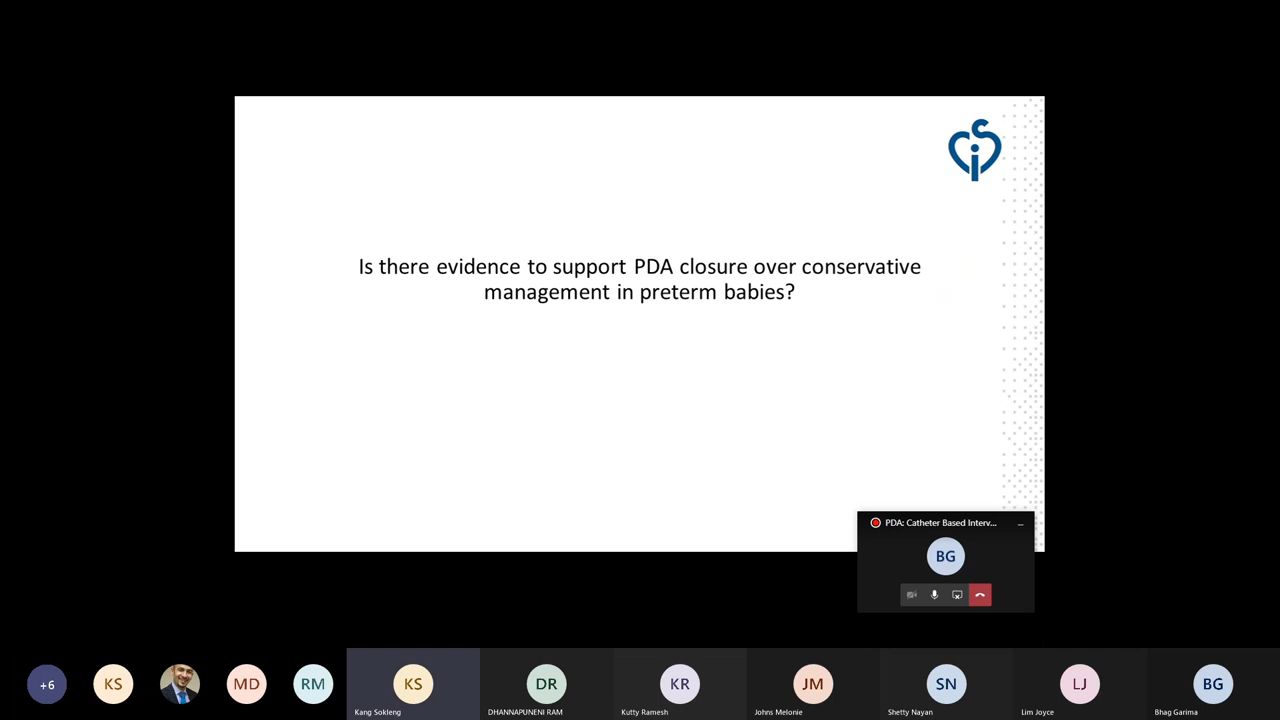 Is there evidence to support PDA closure over conservative
management in preterm babies?
PDA: Catheter Based Interv...
BG
+6
KS
MD
RM
KS
Kang Sokleng
DR
DHANNAPUNENI RAM
KR
Kutty Ramesh
JM
Johns Melonie
SN
Shetty Nayan
LJ
Lim Joyce
BG
Bhag Garima